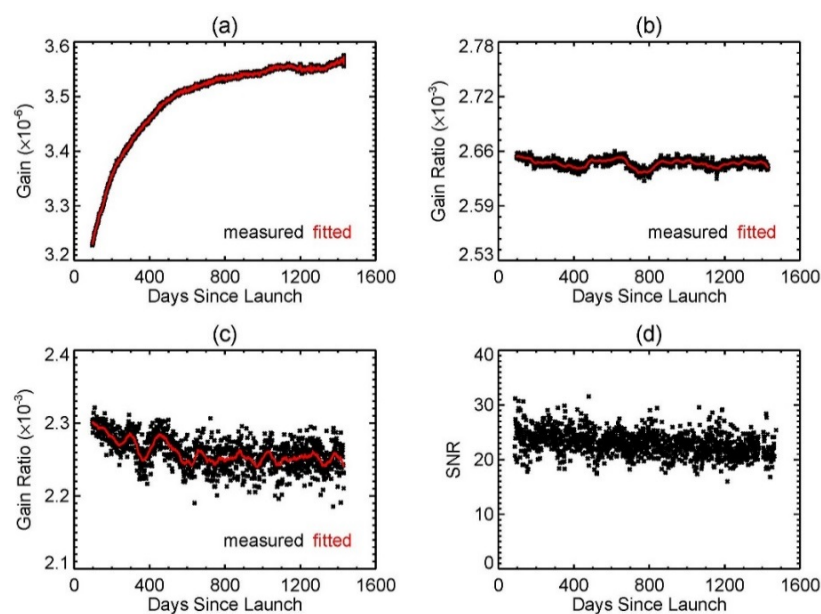 (a)
3.6
3.5
3.4
3.3
3.2
Gain (×10⁻⁶)
measured fitted
0 400 800 1200 1600
Days Since Launch
(b)
2.78
2.72
2.66
2.59
2.53
Gain Ratio (×10⁻³)
measured fitted
0 400 800 1200 1600
Days Since Launch
(c)
2.4
2.3
2.2
2.1
Gain Ratio (×10⁻³)
measured fitted
0 400 800 1200 1600
Days Since Launch
(d)
40
30
20
10
0
SNR
0 400 800 1200 1600
Days Since Launch